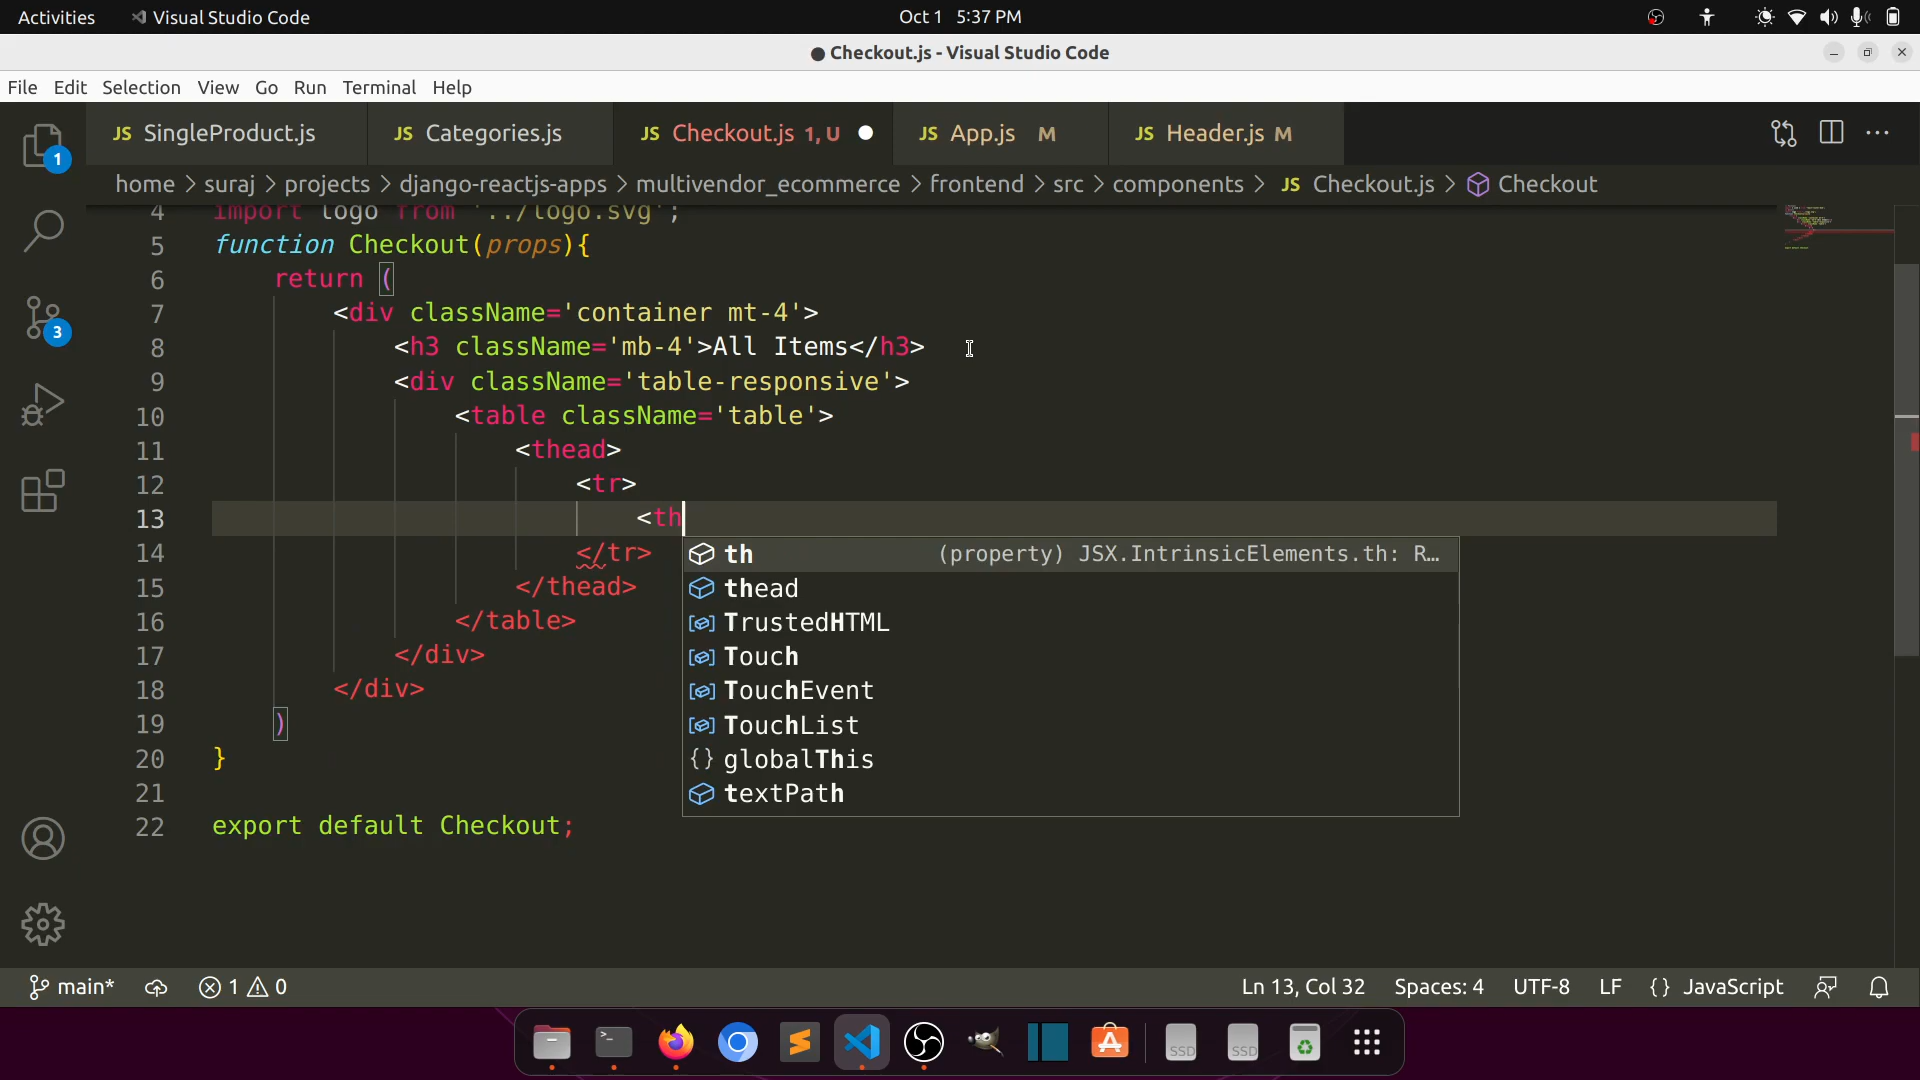 Activities Visual Studio Code Oct 1 5:37 PM
● Checkout.js - Visual Studio Code
File Edit Selection View Go Run Terminal Help
JS SingleProduct.js JS Categories.js JS Checkout.js 1, U JS App.js M JS Header.js M
home > suraj > projects > django-reactjs-apps > multivendor_ecommerce > frontend > src > components > JS Checkout.js > Checkout
4 import logo from '../logo.svg';
5 function Checkout(props){
6 return (
7 <div className='container mt-4'>
8 <h3 className='mb-4'>All Items</h3>
9 <div className='table-responsive'>
10 <table className='table'>
11 <thead>
12 <tr>
13 <th
14 </tr>
15 </thead>
16 </table>
17 </div>
18 </div>
19 )
20 }
21
22 export default Checkout;
th (property) JSX.IntrinsicElements.th: R…
thead
TrustedHTML
Touch
TouchEvent
TouchList
{} globalThis
textPath
1
3
main* 1 0 Ln 13, Col 32 Spaces: 4 UTF-8 LF {} JavaScript
SSD SSD